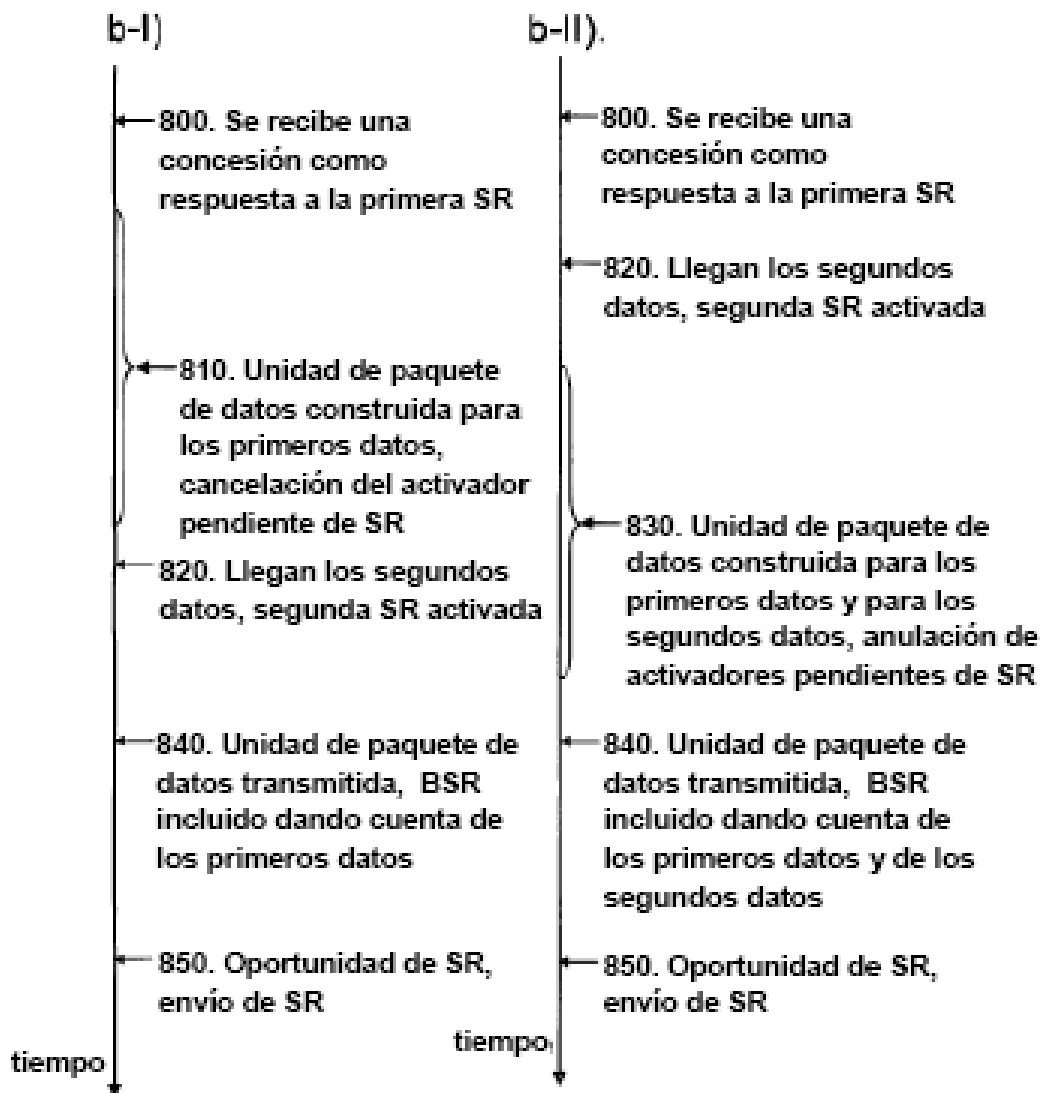 b-I)
800. Se recibe una
concesión como
respuesta a la primera SR
810. Unidad de paquete
de datos construida para
los primeros datos,
cancelación del activador
pendiente de SR
820. Llegan los segundos
datos, segunda SR activada
840. Unidad de paquete de
datos transmitida, BSR
incluido dando cuenta de
los primeros datos
850. Oportunidad de SR,
envío de SR
tiempo
b-II).
800. Se recibe una
concesión como
respuesta a la primera SR
820. Llegan los segundos
datos, segunda SR activada
830. Unidad de paquete de
datos construida para los
primeros datos y para los
segundos datos, anulación de
activadores pendientes de SR
840. Unidad de paquete de
datos transmitida, BSR
incluido dando cuenta de
los primeros datos y de los
segundos datos
850. Oportunidad de SR,
envío de SR
tiempo